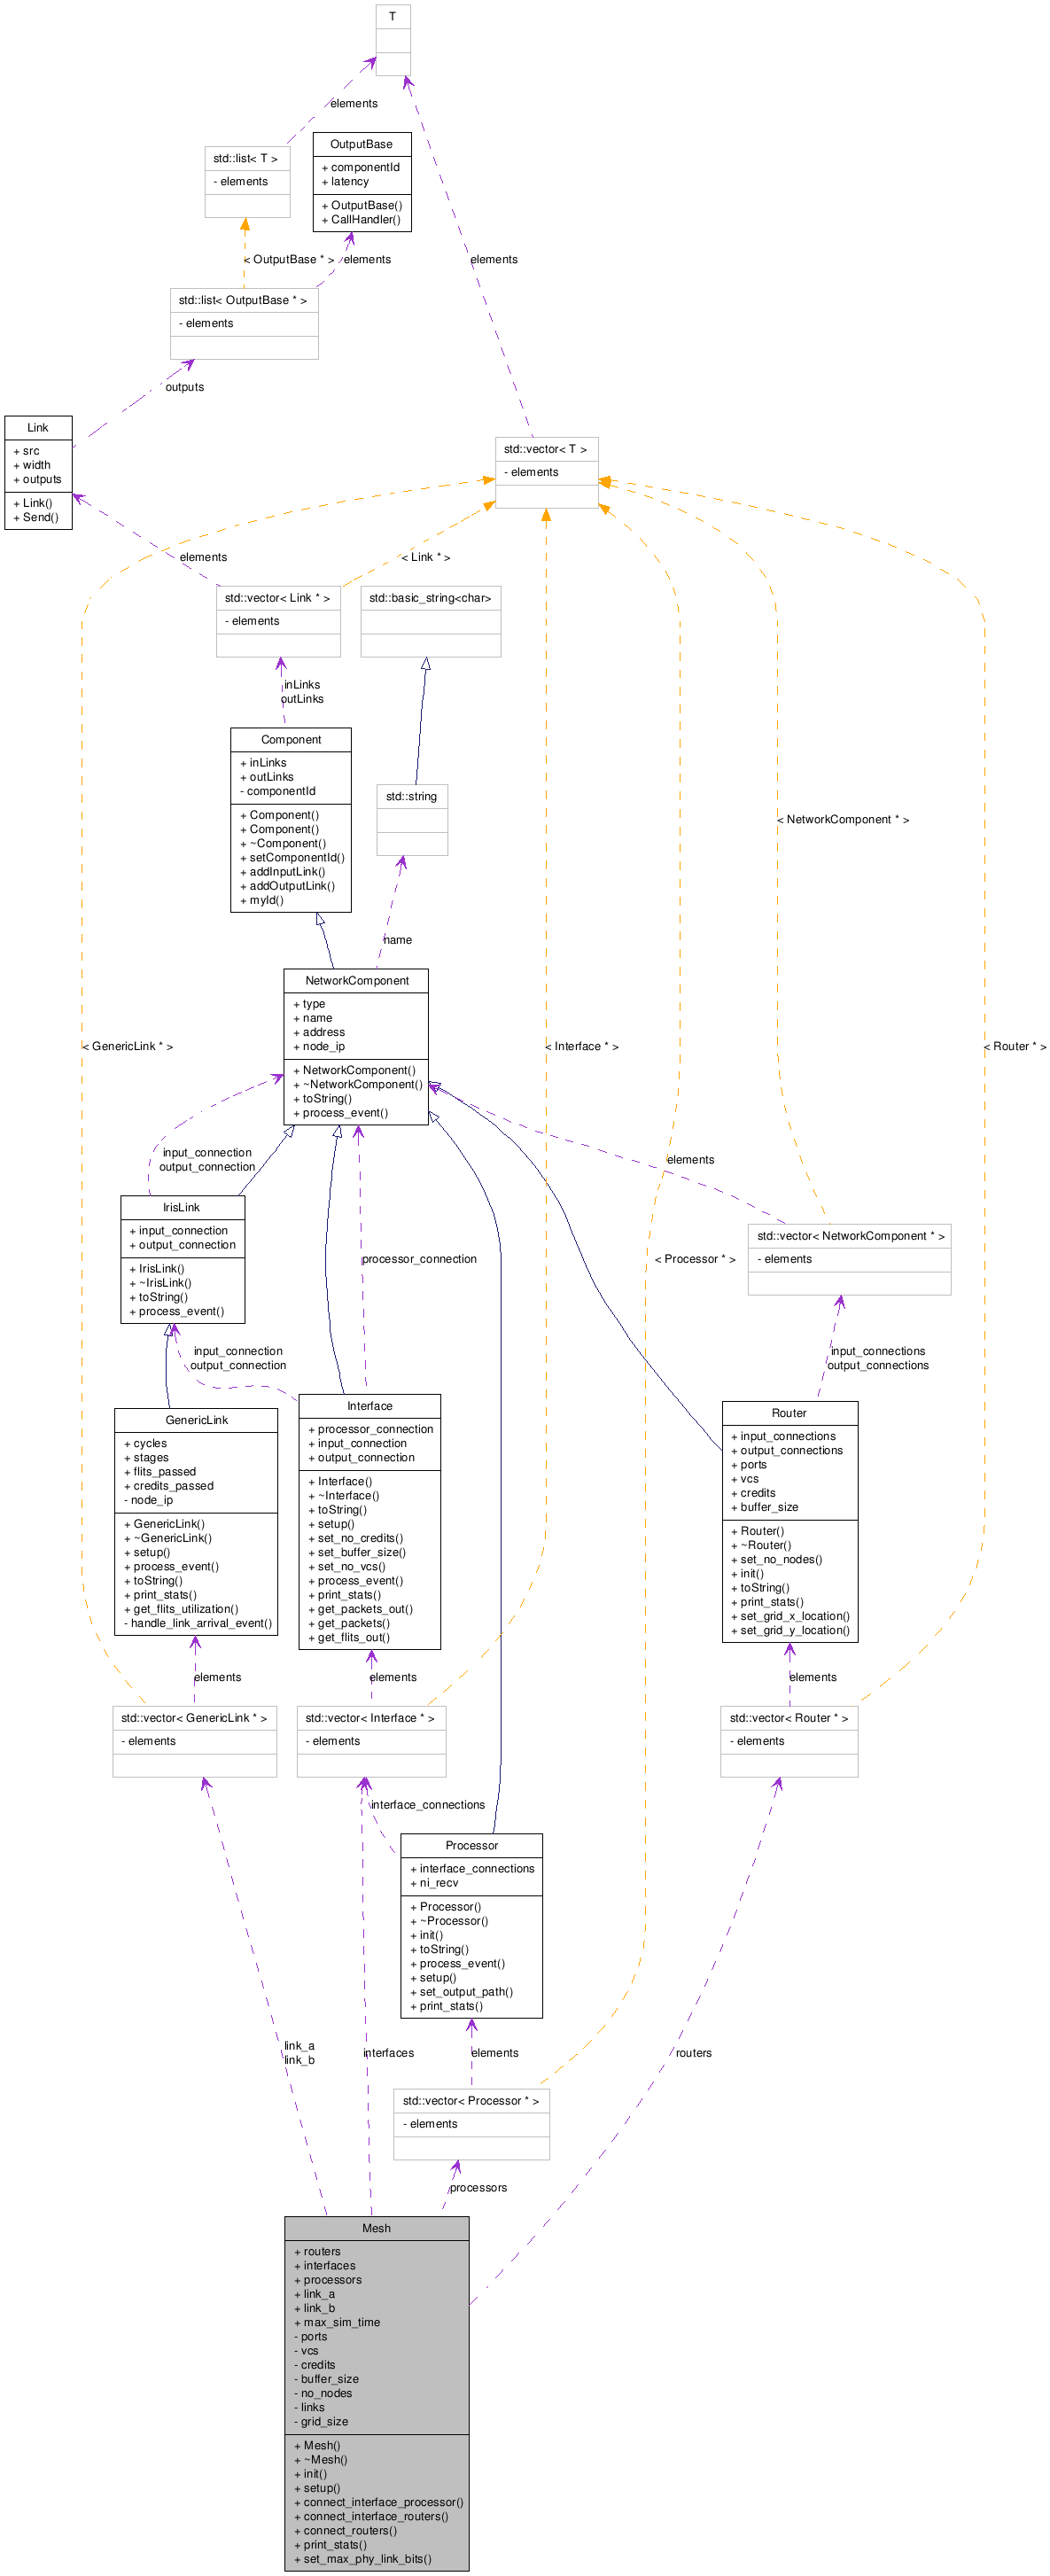 T
elements
std::list< T >
- elements
OutputBase
+ componentId
+ latency
+ OutputBase()
+ CallHandler()
< OutputBase * >
elements
elements
std::list< OutputBase * >
- elements
outputs
Link
+ src
+ width
+ outputs
+ Link()
+ Send()
std::vector< T >
- elements
elements
< Link * >
std::vector< Link * >
- elements
std::basic_string<char>
inLinks
outLinks
Component
+ inLinks
+ outLinks
- componentId
+ Component()
+ Component()
+ ~Component()
+ setComponentId()
+ addInputLink()
+ addOutputLink()
+ myId()
std::string
< NetworkComponent * >
name
NetworkComponent
+ type
+ name
+ address
+ node_ip
+ NetworkComponent()
+ ~NetworkComponent()
+ toString()
+ process_event()
< GenericLink * >
< Interface * >
< Router * >
input_connection
output_connection
elements
IrisLink
+ input_connection
+ output_connection
+ IrisLink()
+ ~IrisLink()
+ toString()
+ process_event()
processor_connection
< Processor * >
std::vector< NetworkComponent * >
- elements
input_connection
output_connection
input_connections
output_connections
GenericLink
+ cycles
+ stages
+ flits_passed
+ credits_passed
- node_ip
+ GenericLink()
+ ~GenericLink()
+ setup()
+ process_event()
+ toString()
+ print_stats()
+ get_flits_utilization()
- handle_link_arrival_event()
Interface
+ processor_connection
+ input_connection
+ output_connection
+ Interface()
+ ~Interface()
+ toString()
+ setup()
+ set_no_credits()
+ set_buffer_size()
+ set_no_vcs()
+ process_event()
+ print_stats()
+ get_packets_out()
+ get_packets()
+ get_flits_out()
Router
+ input_connections
+ output_connections
+ ports
+ vcs
+ credits
+ buffer_size
+ Router()
+ ~Router()
+ set_no_nodes()
+ init()
+ toString()
+ print_stats()
+ set_grid_x_location()
+ set_grid_y_location()
elements
elements
elements
std::vector< GenericLink * >
- elements
std::vector< Interface * >
- elements
std::vector< Router * >
- elements
interface_connections
Processor
+ interface_connections
+ ni_recv
+ Processor()
+ ~Processor()
+ init()
+ toString()
+ process_event()
+ setup()
+ set_output_path()
+ print_stats()
link_a
link_b
interfaces
elements
routers
std::vector< Processor * >
- elements
processors
Mesh
+ routers
+ interfaces
+ processors
+ link_a
+ link_b
+ max_sim_time
- ports
- vcs
- credits
- buffer_size
- no_nodes
- links
- grid_size
+ Mesh()
+ ~Mesh()
+ init()
+ setup()
+ connect_interface_processor()
+ connect_interface_routers()
+ connect_routers()
+ print_stats()
+ set_max_phy_link_bits()